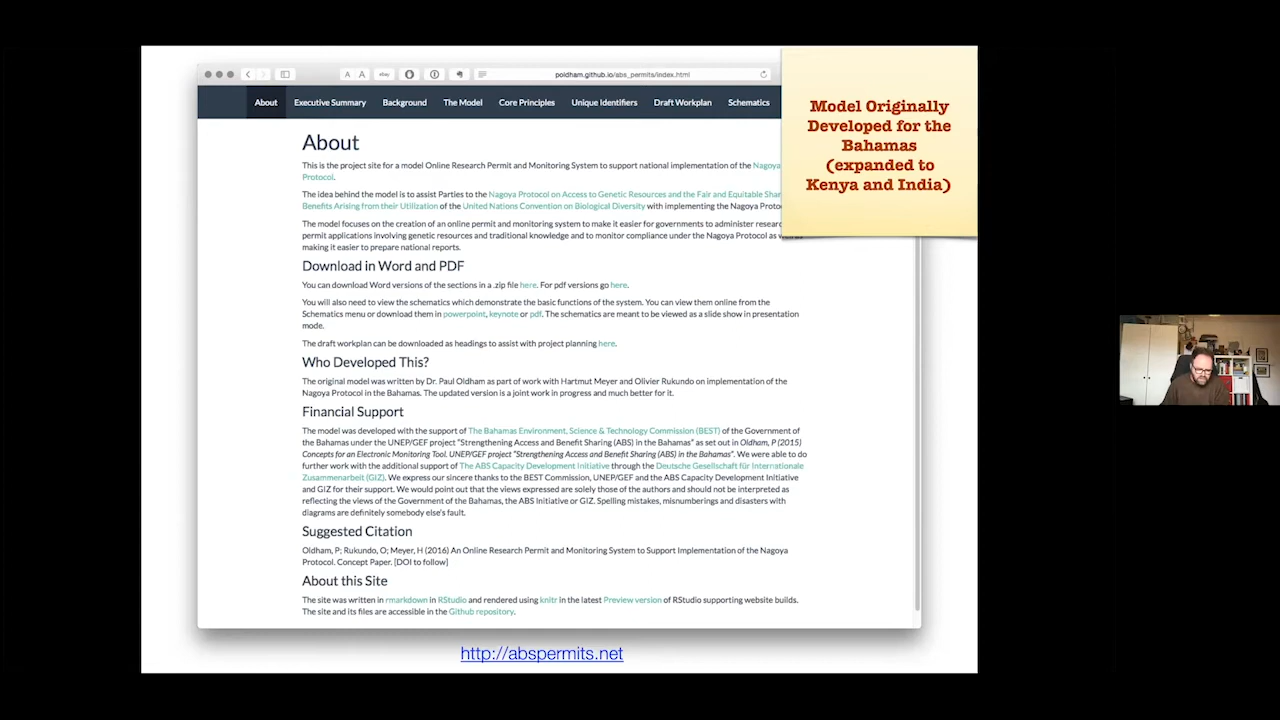 A A ebay poldham.github.io/abs_permits/index.html
About Executive Summary Background The Model Core Principles Unique Identifiers Draft Workplan Schematics
Model Originally
Developed for the
Bahamas
(expanded to
Kenya and India)
About
This is the project site for a model Online Research Permit and Monitoring System to support national implementation of the Nagoya
Protocol.
The idea behind the model is to assist Parties to the Nagoya Protocol on Access to Genetic Resources and the Fair and Equitable Shar
Benefits Arising from their Utilization of the United Nations Convention on Biological Diversity with implementing the Nagoya Proto
The model focuses on the creation of an online permit and monitoring system to make it easier for governments to administer resear
permit applications involving genetic resources and traditional knowledge and to monitor compliance under the Nagoya Protocol as
making it easier to prepare national reports.
Download in Word and PDF
You can download Word versions of the sections in a .zip file here. For pdf versions go here.
You will also need to view the schematics which demonstrate the basic functions of the system. You can view them online from the
Schematics menu or download them in powerpoint, keynote or pdf. The schematics are meant to be viewed as a slide show in presentation
mode.
The draft workplan can be downloaded as headings to assist with project planning here.
Who Developed This?
The original model was written by Dr. Paul Oldham as part of work with Hartmut Meyer and Olivier Rukundo on implementation of the
Nagoya Protocol in the Bahamas. The updated version is a joint work in progress and much better for it.
Financial Support
The model was developed with the support of The Bahamas Environment, Science & Technology Commission (BEST) of the Government of
the Bahamas under the UNEP/GEF project "Strengthening Access and Benefit Sharing (ABS) in the Bahamas" as set out in Oldham, P (2015)
Concepts for an Electronic Monitoring Tool. UNEP/GEF project "Strengthening Access and Benefit Sharing (ABS) in the Bahamas". We were able to do
further work with the additional support of The ABS Capacity Development Initiative through the Deutsche Gesellschaft für Internationale
Zusammenarbeit (GIZ). We express our sincere thanks to the BEST Commission, UNEP/GEF and the ABS Capacity Development Initiative
and GIZ for their support. We would point out that the views expressed are solely those of the authors and should not be interpreted as
reflecting the views of the Government of the Bahamas, the ABS Initiative or GIZ. Spelling mistakes, misnumberings and disasters with
diagrams are definitely somebody else's fault.
Suggested Citation
Oldham, P; Rukundo, O; Meyer, H (2016) An Online Research Permit and Monitoring System to Support Implementation of the Nagoya
Protocol. Concept Paper. [DOI to follow]
About this Site
The site was written in rmarkdown in RStudio and rendered using knitr in the latest Preview version of RStudio supporting website builds.
The site and its files are accessible in the Github repository.
http://abspermits.net